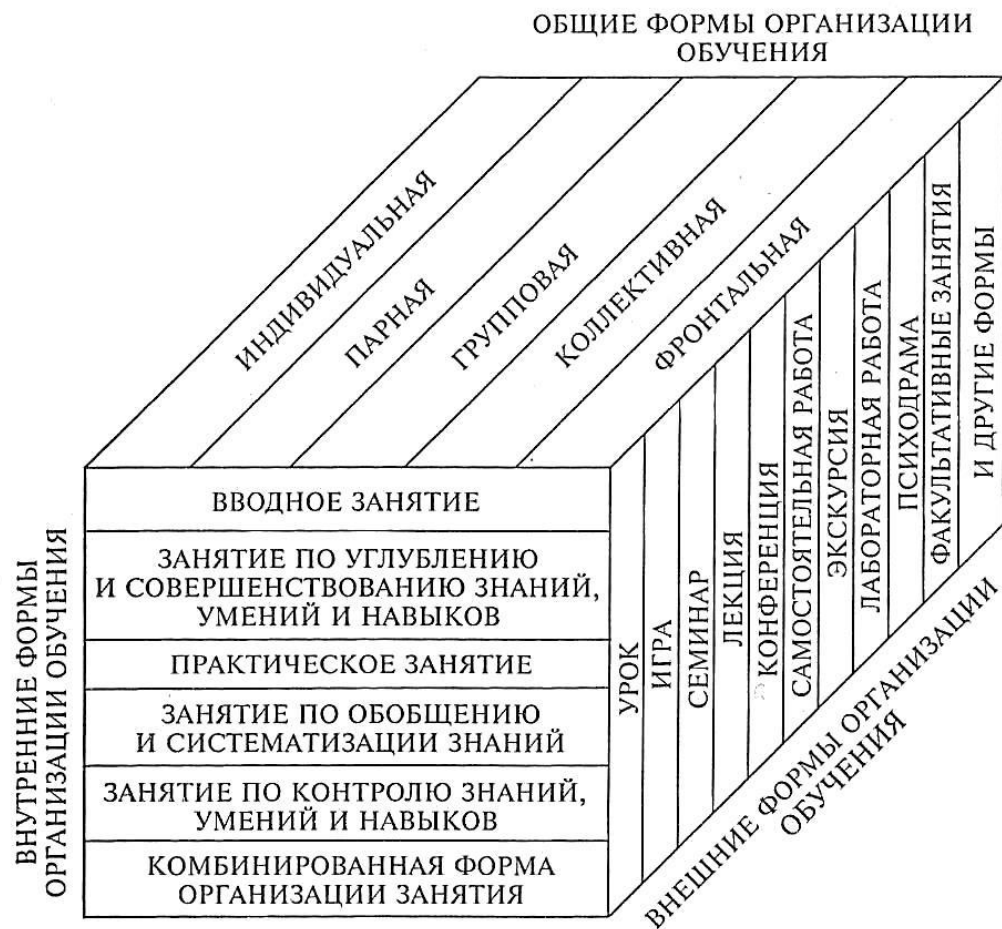 ОБЩИЕ ФОРМЫ ОРГАНИЗАЦИИ
ОБУЧЕНИЯ
ИНДИВИДУАЛЬНАЯ
ПАРНАЯ
ГРУППОВАЯ
КОЛЛЕКТИВНАЯ
ФРОНТАЛЬНАЯ
ВНУТРЕННИЕ ФОРМЫ
ОРГАНИЗАЦИИ ОБУЧЕНИЯ
ВВОДНОЕ ЗАНЯТИЕ
ЗАНЯТИЕ ПО УГЛУБЛЕНИЮ
И СОВЕРШЕНСТВОВАНИЮ ЗНАНИЙ,
УМЕНИЙ И НАВЫКОВ
ПРАКТИЧЕСКОЕ ЗАНЯТИЕ
ЗАНЯТИЕ ПО ОБОБЩЕНИЮ
И СИСТЕМАТИЗАЦИИ ЗНАНИЙ
ЗАНЯТИЕ ПО КОНТРОЛЮ ЗНАНИЙ,
УМЕНИЙ И НАВЫКОВ
КОМБИНИРОВАННАЯ ФОРМА
ОРГАНИЗАЦИИ ЗАНЯТИЯ
УРОК
ИГРА
СЕМИНАР
ЛЕКЦИЯ
КОНФЕРЕНЦИЯ
САМОСТОЯТЕЛЬНАЯ РАБОТА
ЭКСКУРСИЯ
ЛАБОРАТОРНАЯ РАБОТА
ПСИХОДРАМА
ФАКУЛЬТАТИВНЫЕ ЗАНЯТИЯ
И ДРУГИЕ ФОРМЫ
ВНЕШНИЕ ФОРМЫ ОРГАНИЗАЦИИ
ОБУЧЕНИЯ